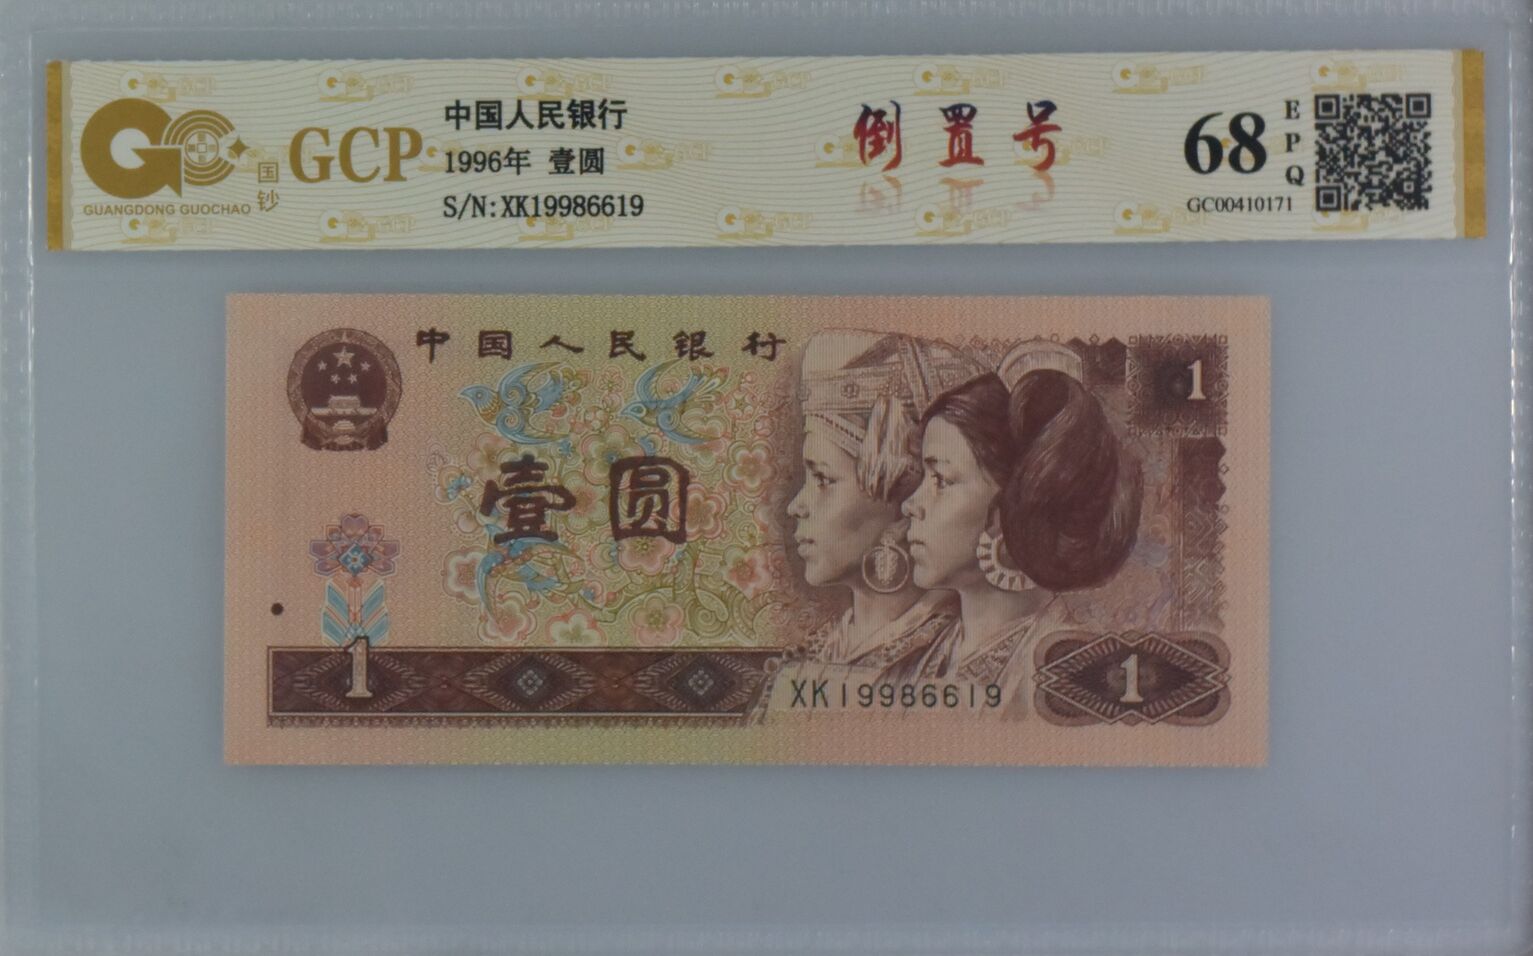 GCP
国钞
GUANGDONG GUOCHAO
中国人民银行
1996年 壹圆
S/N:XK19986619
倒置号
68
EPQ
GC00410171
中国人民银行
1
壹圆
1
XK19986619
1